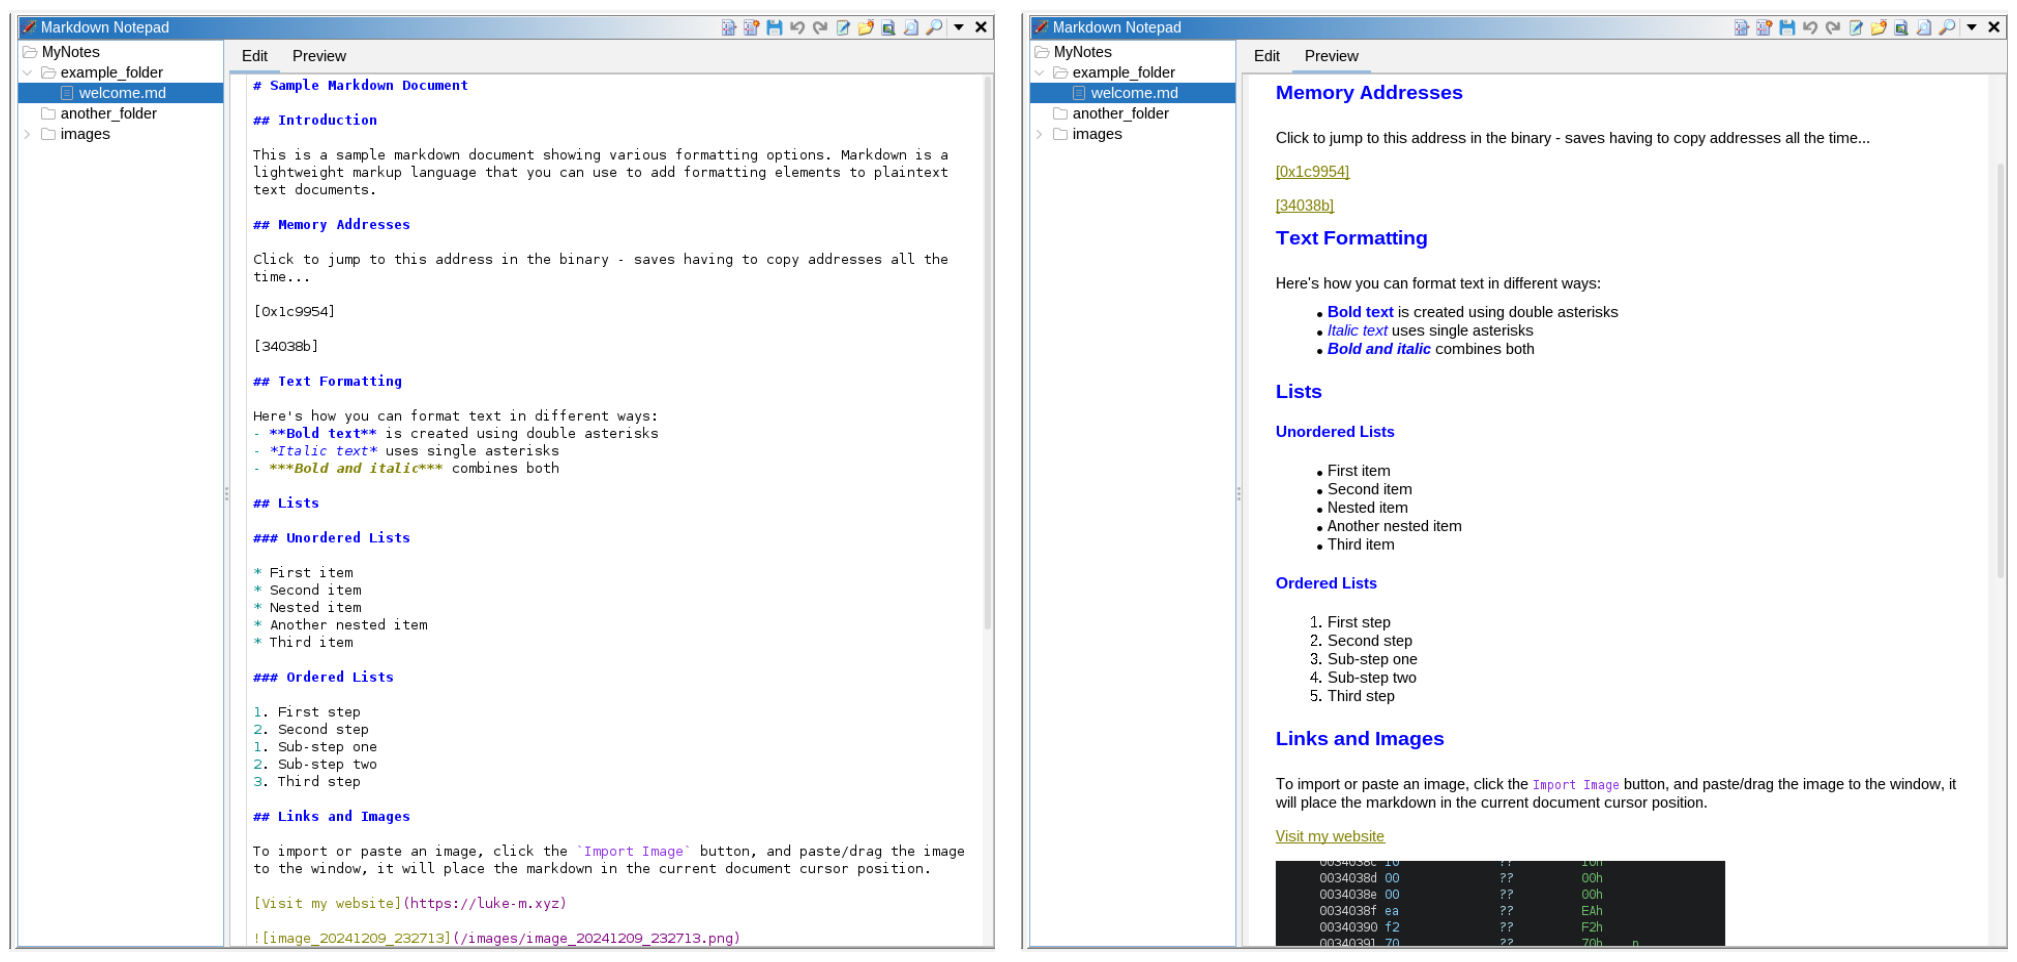 Markdown Notepad
MyNotes
example_folder
welcome.md
another_folder
images
Edit Preview
# Sample Markdown Document
## Introduction
This is a sample markdown document showing various formatting options. Markdown is a
lightweight markup language that you can use to add formatting elements to plaintext
text documents.
## Memory Addresses
Click to jump to this address in the binary - saves having to copy addresses all the
time...
[0x1c9954]
[34038b]
## Text Formatting
Here's how you can format text in different ways:
- **Bold text** is created using double asterisks
- *Italic text* uses single asterisks
- ***Bold and italic*** combines both
## Lists
### Unordered Lists
* First item
* Second item
* Nested item
* Another nested item
* Third item
### Ordered Lists
1. First step
2. Second step
1. Sub-step one
2. Sub-step two
3. Third step
## Links and Images
To import or paste an image, click the `Import Image` button, and paste/drag the image
to the window, it will place the markdown in the current document cursor position.
[Visit my website](https://luke-m.xyz)
![image_20241209_232713](/images/image_20241209_232713.png)
Markdown Notepad
MyNotes
example_folder
welcome.md
another_folder
images
Edit Preview
Memory Addresses
Click to jump to this address in the binary - saves having to copy addresses all the time...
[0x1c9954]
[34038b]
Text Formatting
Here's how you can format text in different ways:
• Bold text is created using double asterisks
• Italic text uses single asterisks
• Bold and italic combines both
Lists
Unordered Lists
• First item
• Second item
• Nested item
• Another nested item
• Third item
Ordered Lists
1. First step
2. Second step
3. Sub-step one
4. Sub-step two
5. Third step
Links and Images
To import or paste an image, click the Import Image button, and paste/drag the image to the window, it
will place the markdown in the current document cursor position.
Visit my website
0034038c 10 ?? 10h
0034038d 00 ?? 00h
0034038e 00 ?? 00h
0034038f ea ?? EAh
00340390 f2 ?? F2h
00340391 70 ?? 70h p